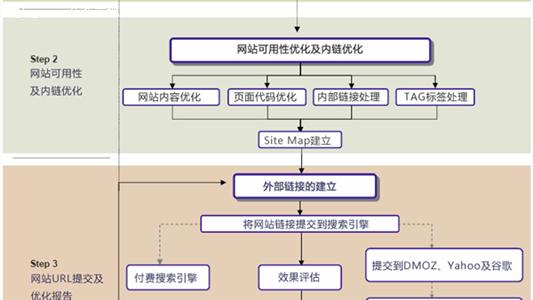 Step 2
网站可用性
及内链优化
网站可用性优化及内链优化
网站内容优化
页面代码优化
内部链接处理
TAG标签处理
Site Map建立
外部链接的建立
将网站链接提交到搜索引擎
Step 3
网站URL提交及
优化报告
付费搜索引擎
效果评估
提交到DMOZ、Yahoo及谷歌